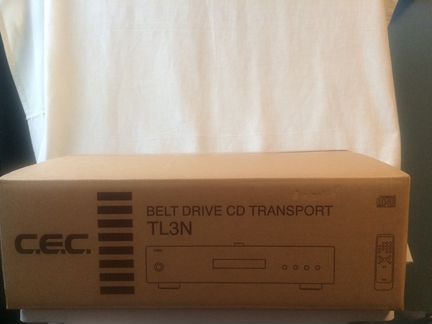 C.E.C.
BELT DRIVE CD TRANSPORT
TL3N